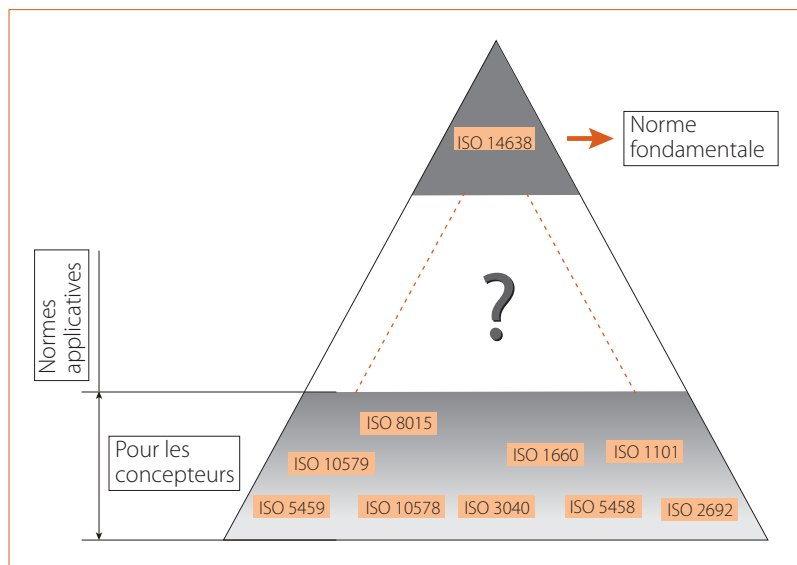 ISO 14638
Norme
fondamentale
?
Normes
applicatives
Pour les
concepteurs
ISO 8015
ISO 10579
ISO 1660
ISO 1101
ISO 5459
ISO 10578
ISO 3040
ISO 5458
ISO 2692